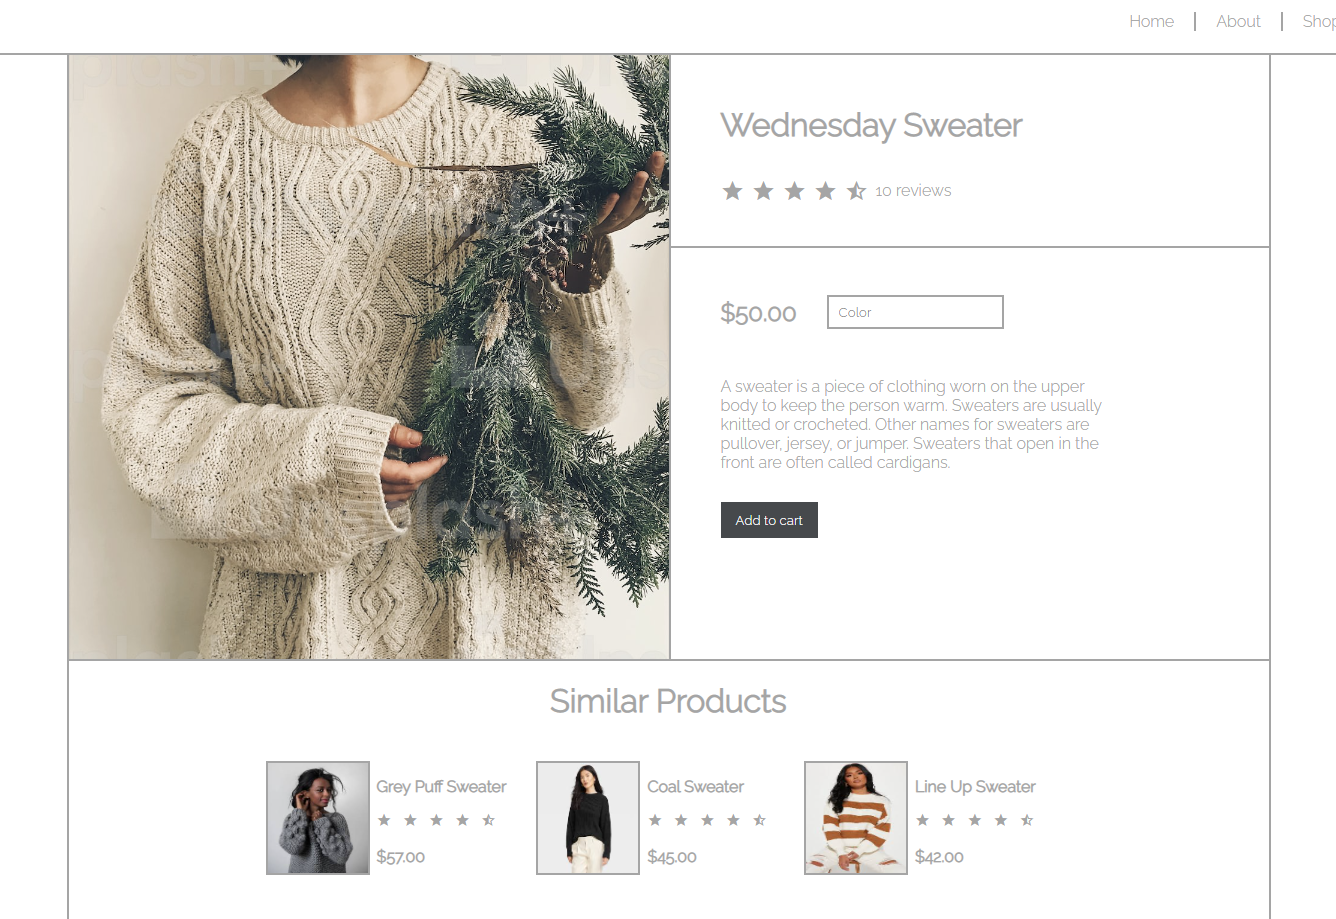 Home
About
Shop
Wednesday Sweater
10 reviews
$50.00
Color
A sweater is a piece of clothing worn on the upper
body to keep the person warm. Sweaters are usually
knitted or crocheted. Other names for sweaters are
pullover, jersey, or jumper. Sweaters that open in the
front are often called cardigans.
Add to cart
Similar Products
Grey Puff Sweater
$57.00
Coal Sweater
$45.00
Line Up Sweater
$42.00